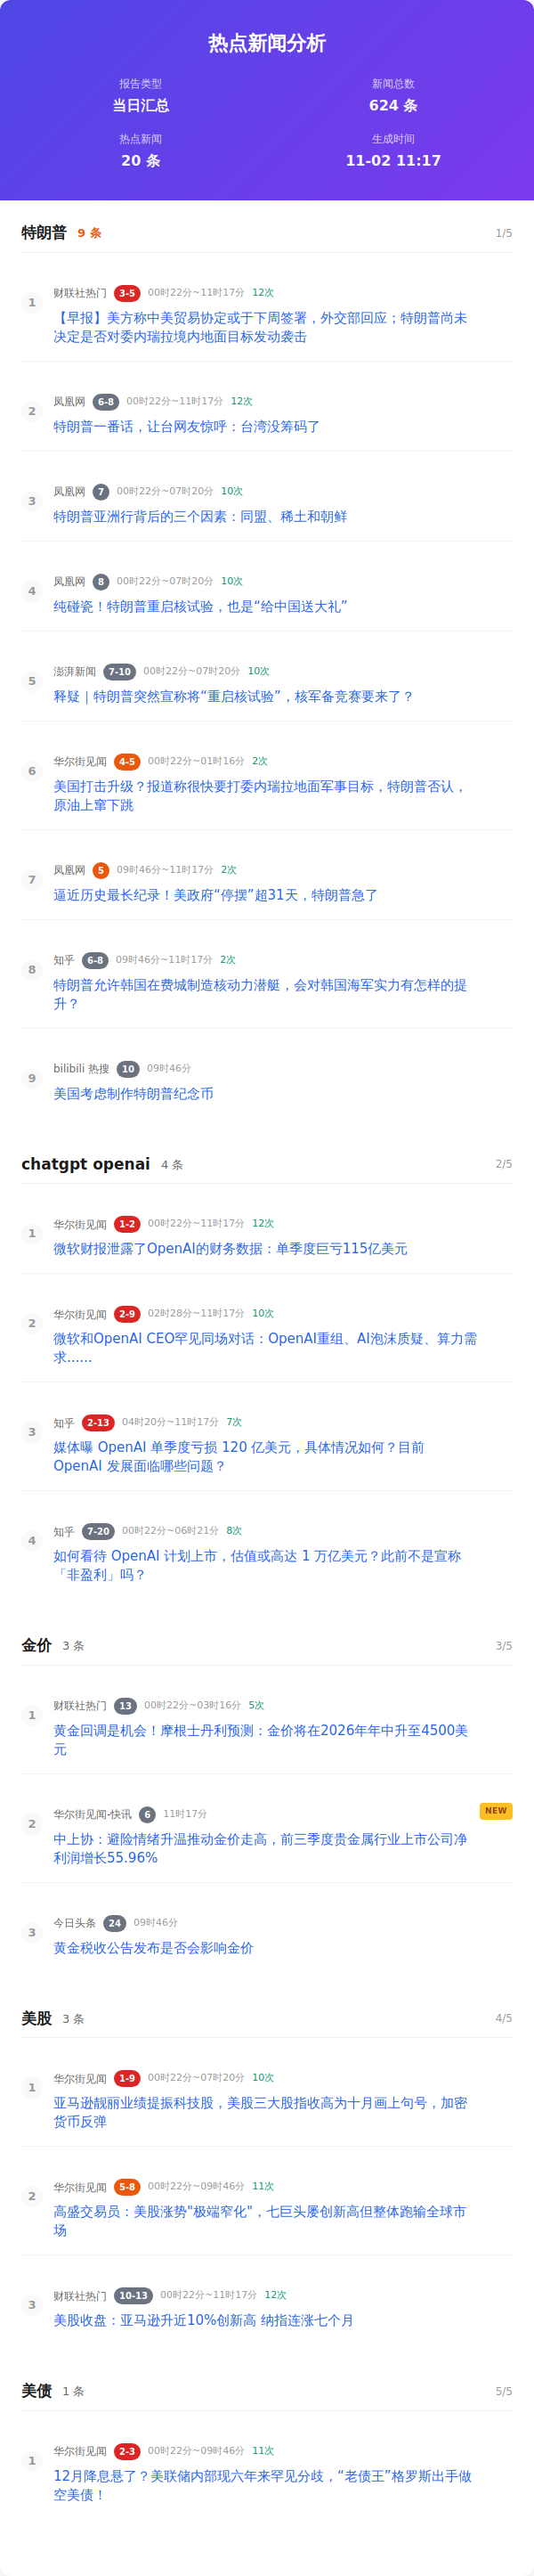 热点新闻分析
报告类型
当日汇总
新闻总数
624 条
热点新闻
20 条
生成时间
11-02 11:17
特朗普 9 条 1/5
1
财联社热门 3-5 00时22分~11时17分 12次
【早报】美方称中美贸易协定或于下周签署，外交部回应；特朗普尚未
决定是否对委内瑞拉境内地面目标发动袭击
2
凤凰网 6-8 00时22分~11时17分 12次
特朗普一番话，让台网友惊呼：台湾没筹码了
3
凤凰网 7 00时22分~07时20分 10次
特朗普亚洲行背后的三个因素：同盟、稀土和朝鲜
4
凤凰网 8 00时22分~07时20分 10次
纯碰瓷！特朗普重启核试验，也是“给中国送大礼”
5
澎湃新闻 7-10 00时22分~07时20分 10次
释疑｜特朗普突然宣称将“重启核试验”，核军备竞赛要来了？
6
华尔街见闻 4-5 00时22分~01时16分 2次
美国打击升级？报道称很快要打委内瑞拉地面军事目标，特朗普否认，
原油上窜下跳
7
凤凰网 5 09时46分~11时17分 2次
逼近历史最长纪录！美政府“停摆”超31天，特朗普急了
8
知乎 6-8 09时46分~11时17分 2次
特朗普允许韩国在费城制造核动力潜艇，会对韩国海军实力有怎样的提
升？
9
bilibili 热搜 10 09时46分
美国考虑制作特朗普纪念币
chatgpt openai 4 条 2/5
1
华尔街见闻 1-2 00时22分~11时17分 12次
微软财报泄露了OpenAI的财务数据：单季度巨亏115亿美元
2
华尔街见闻 2-9 02时28分~11时17分 10次
微软和OpenAI CEO罕见同场对话：OpenAI重组、AI泡沫质疑、算力需
求……
3
知乎 2-13 04时20分~11时17分 7次
媒体曝 OpenAI 单季度亏损 120 亿美元，具体情况如何？目前
OpenAI 发展面临哪些问题？
4
知乎 7-20 00时22分~06时21分 8次
如何看待 OpenAI 计划上市，估值或高达 1 万亿美元？此前不是宣称
「非盈利」吗？
金价 3 条 3/5
1
财联社热门 13 00时22分~03时16分 5次
黄金回调是机会！摩根士丹利预测：金价将在2026年年中升至4500美
元
2
华尔街见闻-快讯 6 11时17分 NEW
中上协：避险情绪升温推动金价走高，前三季度贵金属行业上市公司净
利润增长55.96%
3
今日头条 24 09时46分
黄金税收公告发布是否会影响金价
美股 3 条 4/5
1
华尔街见闻 1-9 00时22分~07时20分 10次
亚马逊靓丽业绩提振科技股，美股三大股指收高为十月画上句号，加密
货币反弹
2
华尔街见闻 5-8 00时22分~09时46分 11次
高盛交易员：美股涨势"极端窄化"，七巨头屡创新高但整体跑输全球市
场
3
财联社热门 10-13 00时22分~11时17分 12次
美股收盘：亚马逊升近10%创新高 纳指连涨七个月
美债 1 条 5/5
1
华尔街见闻 2-3 00时22分~09时46分 11次
12月降息悬了？美联储内部现六年来罕见分歧，“老债王”格罗斯出手做
空美债！